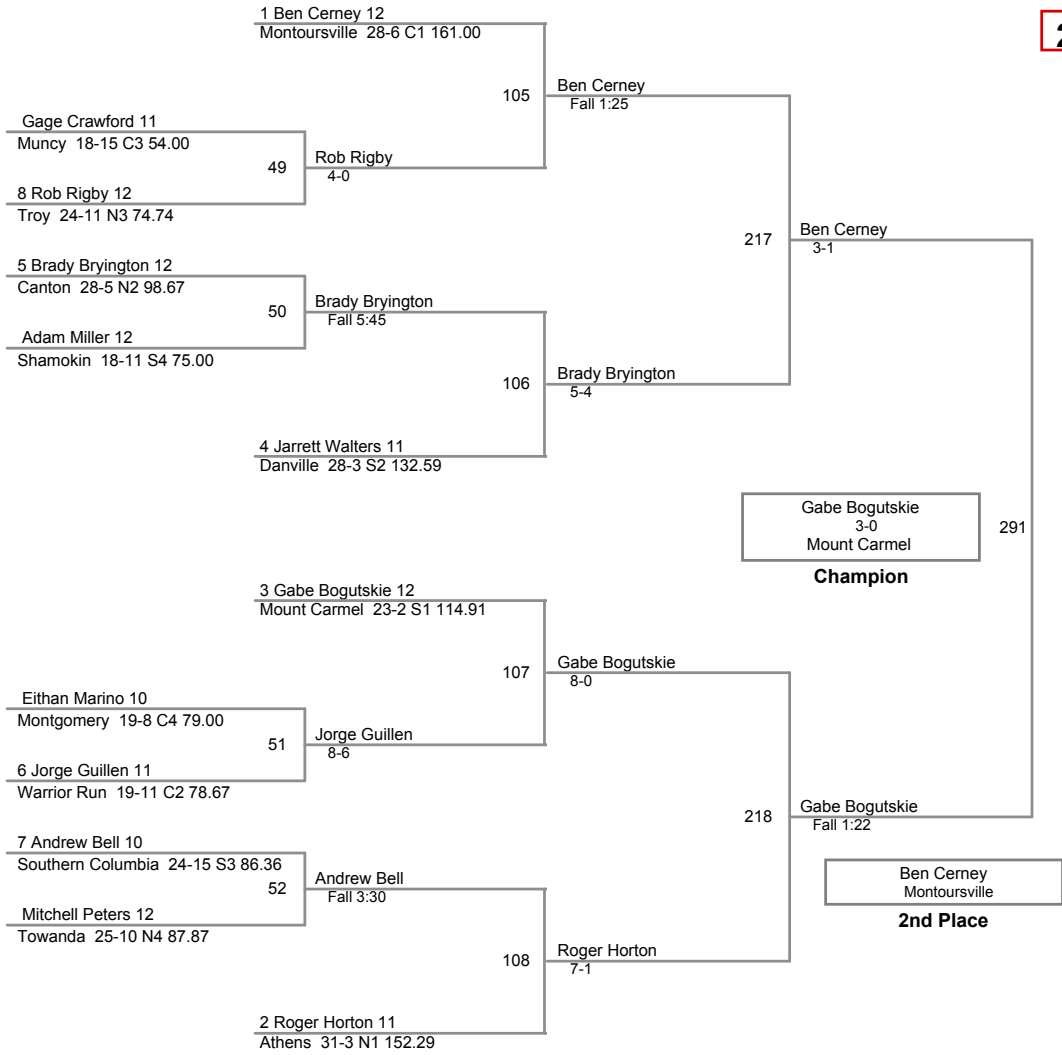 1 Ben Cerney 12
Montoursville 28-6 C1 161.00
2
105
Ben Cerney
Fall 1:25
Gage Crawford 11
Muncy 18-15 C3 54.00
49
Rob Rigby
4-0
8 Rob Rigby 12
Troy 24-11 N3 74.74
217
Ben Cerney
3-1
5 Brady Bryington 12
Canton 28-5 N2 98.67
50
Brady Bryington
Fall 5:45
Adam Miller 12
Shamokin 18-11 S4 75.00
106
Brady Bryington
5-4
4 Jarrett Walters 11
Danville 28-3 S2 132.59
Gabe Bogutskie
3-0
Mount Carmel
291
Champion
3 Gabe Bogutskie 12
Mount Carmel 23-2 S1 114.91
107
Gabe Bogutskie
8-0
Eithan Marino 10
Montgomery 19-8 C4 79.00
51
Jorge Guillen
8-6
6 Jorge Guillen 11
Warrior Run 19-11 C2 78.67
218
Gabe Bogutskie
Fall 1:22
7 Andrew Bell 10
Southern Columbia 24-15 S3 86.36
52
Andrew Bell
Fall 3:30
Mitchell Peters 12
Towanda 25-10 N4 87.87
Ben Cerney
Montoursville
2nd Place
108
Roger Horton
7-1
2 Roger Horton 11
Athens 31-3 N1 152.29